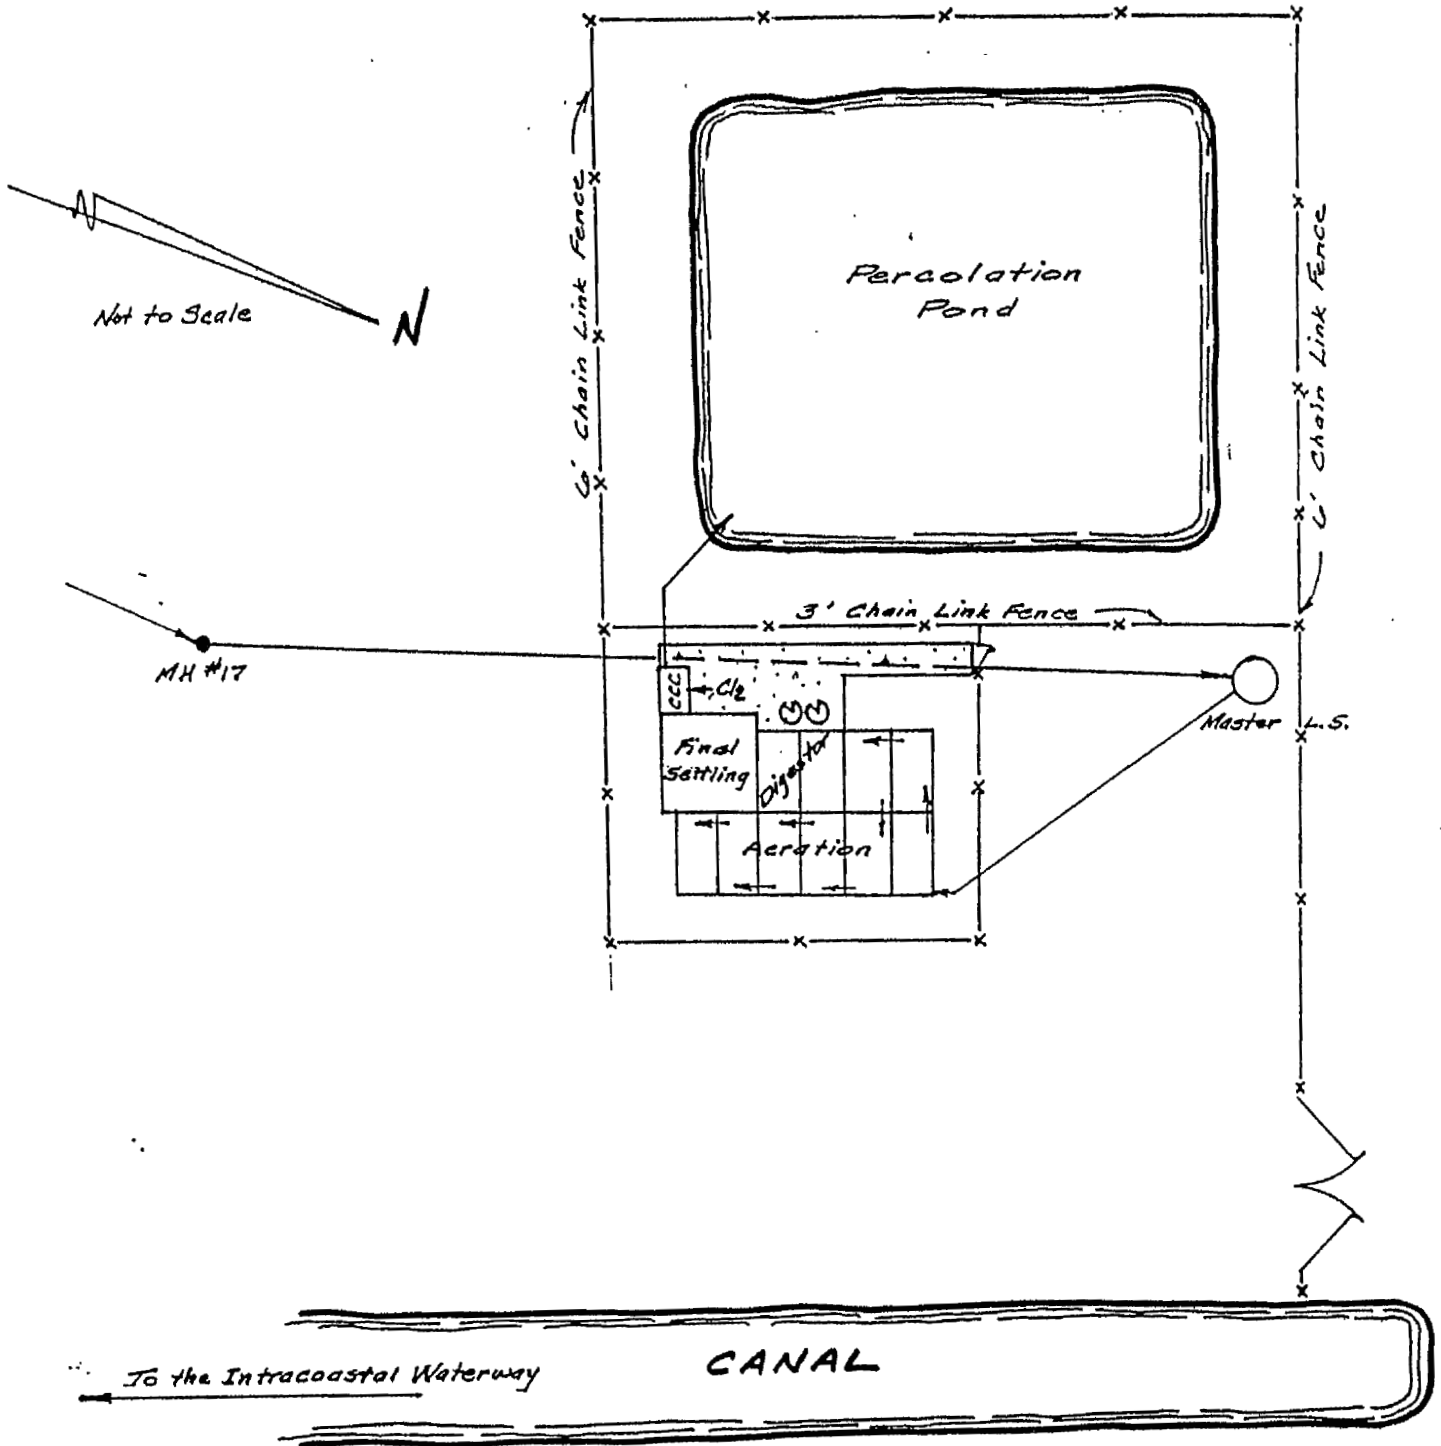 6' Chain Link Fence
6' Chain Link Fence
Percolation
Pond
N
Not to Scale
N
3' Chain Link Fence
MH #17
CCC
Cl2
Master L.S.
Final
Settling
Digester
Aeration
CANAL
To the Intracoastal Waterway